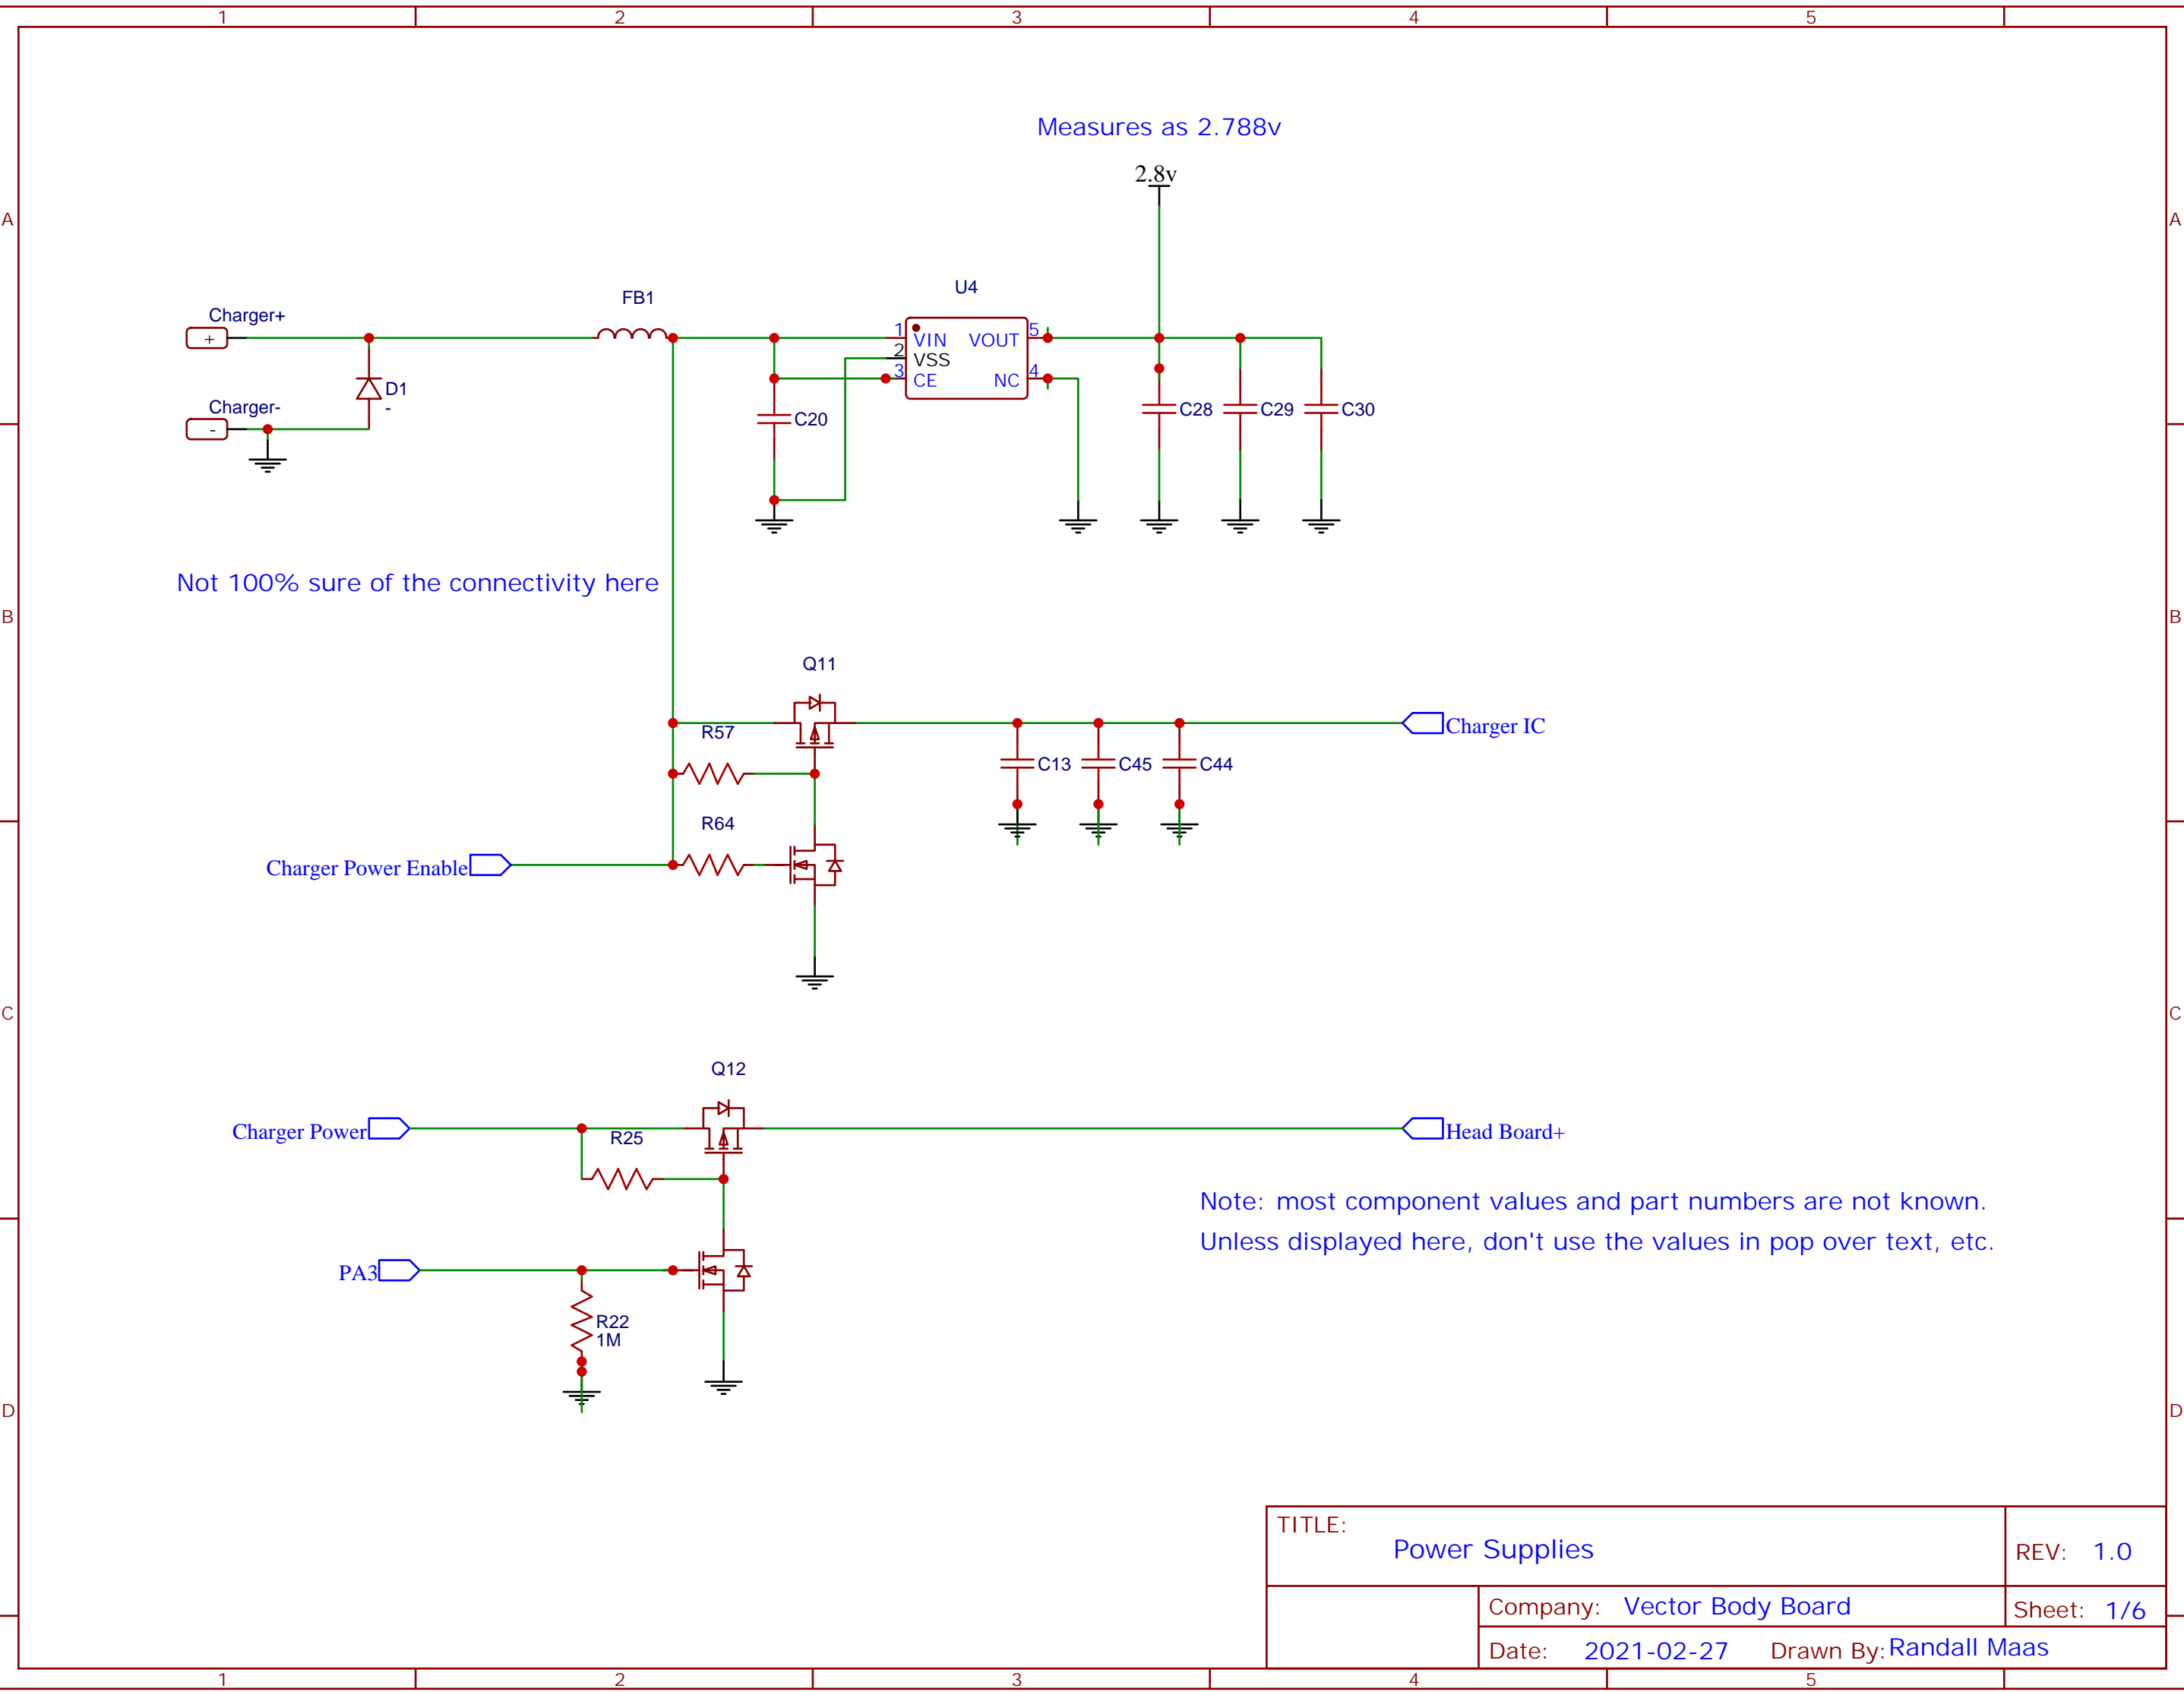 1 2 3 4 5
Measures as 2.788v
2.8v
A A
U4
FB1
Charger+
+
1 VIN VOUT 5
2 VSS
3 CE NC 4
D1
-
Charger-
-
C20 C28 C29 C30
Not 100% sure of the connectivity here
B B
Q11
Charger IC
R57
C13 C45 C44
R64
Charger Power Enable
C C
Q12
Charger Power
Head Board+
R25
Note: most component values and part numbers are not known.
Unless displayed here, don't use the values in pop over text, etc.
PA3
R22
1M
D D
TITLE:
Power Supplies
REV: 1.0
Company: Vector Body Board
Sheet: 1/6
Date: 2021-02-27 Drawn By: Randall Maas
1 2 3 4 5